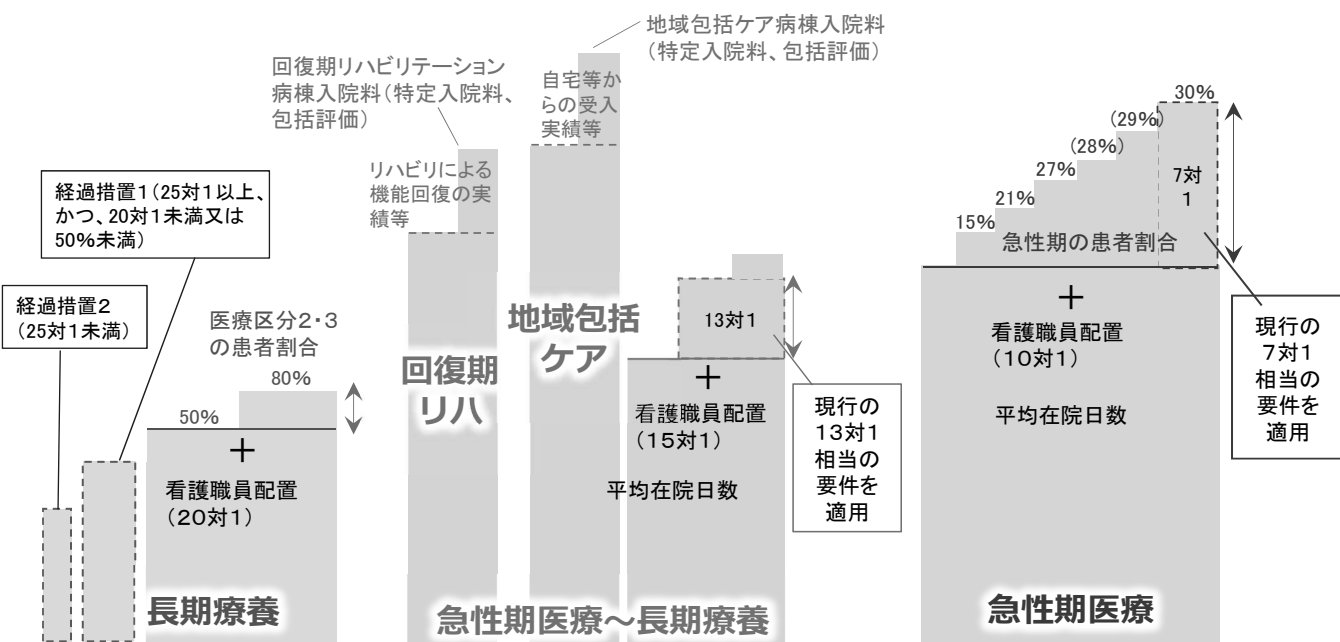 経過措置1(25対1以上、
かつ、20対1未満又は
50%未満)
経過措置2
(25対1未満)
医療区分2・3
の患者割合
80%
50%
+
看護職員配置
(20対1)
長期療養
回復期リハビリテーション
病棟入院料(特定入院料、
包括評価)
リハビリによる
機能回復の実
績等
回復期
リハ
地域包括ケア病棟入院料
(特定入院料、包括評価)
自宅等か
らの受入
実績等
地域包括
ケア
13対1
+
看護職員配置
(15対1)
平均在院日数
現行の
13対1
相当の
要件を
適用
急性期医療~長期療養
30%
(29%)
(28%)
27%
21%
15%
7対
1
急性期の患者割合
+
看護職員配置
(10対1)
平均在院日数
現行の
7対1
相当の
要件を
適用
急性期医療